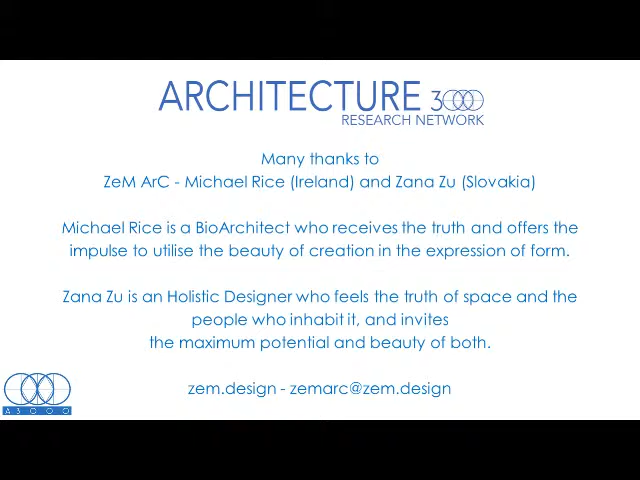 ARCHITECTURE 3000
RESEARCH NETWORK
Many thanks to
ZeM ArC - Michael Rice (Ireland) and Zana Zu (Slovakia)
Michael Rice is a BioArchitect who receives the truth and offers the
impulse to utilise the beauty of creation in the expression of form.
Zana Zu is an Holistic Designer who feels the truth of space and the
people who inhabit it, and invites
the maximum potential and beauty of both.
zem.design - zemarc@zem.design
A3000